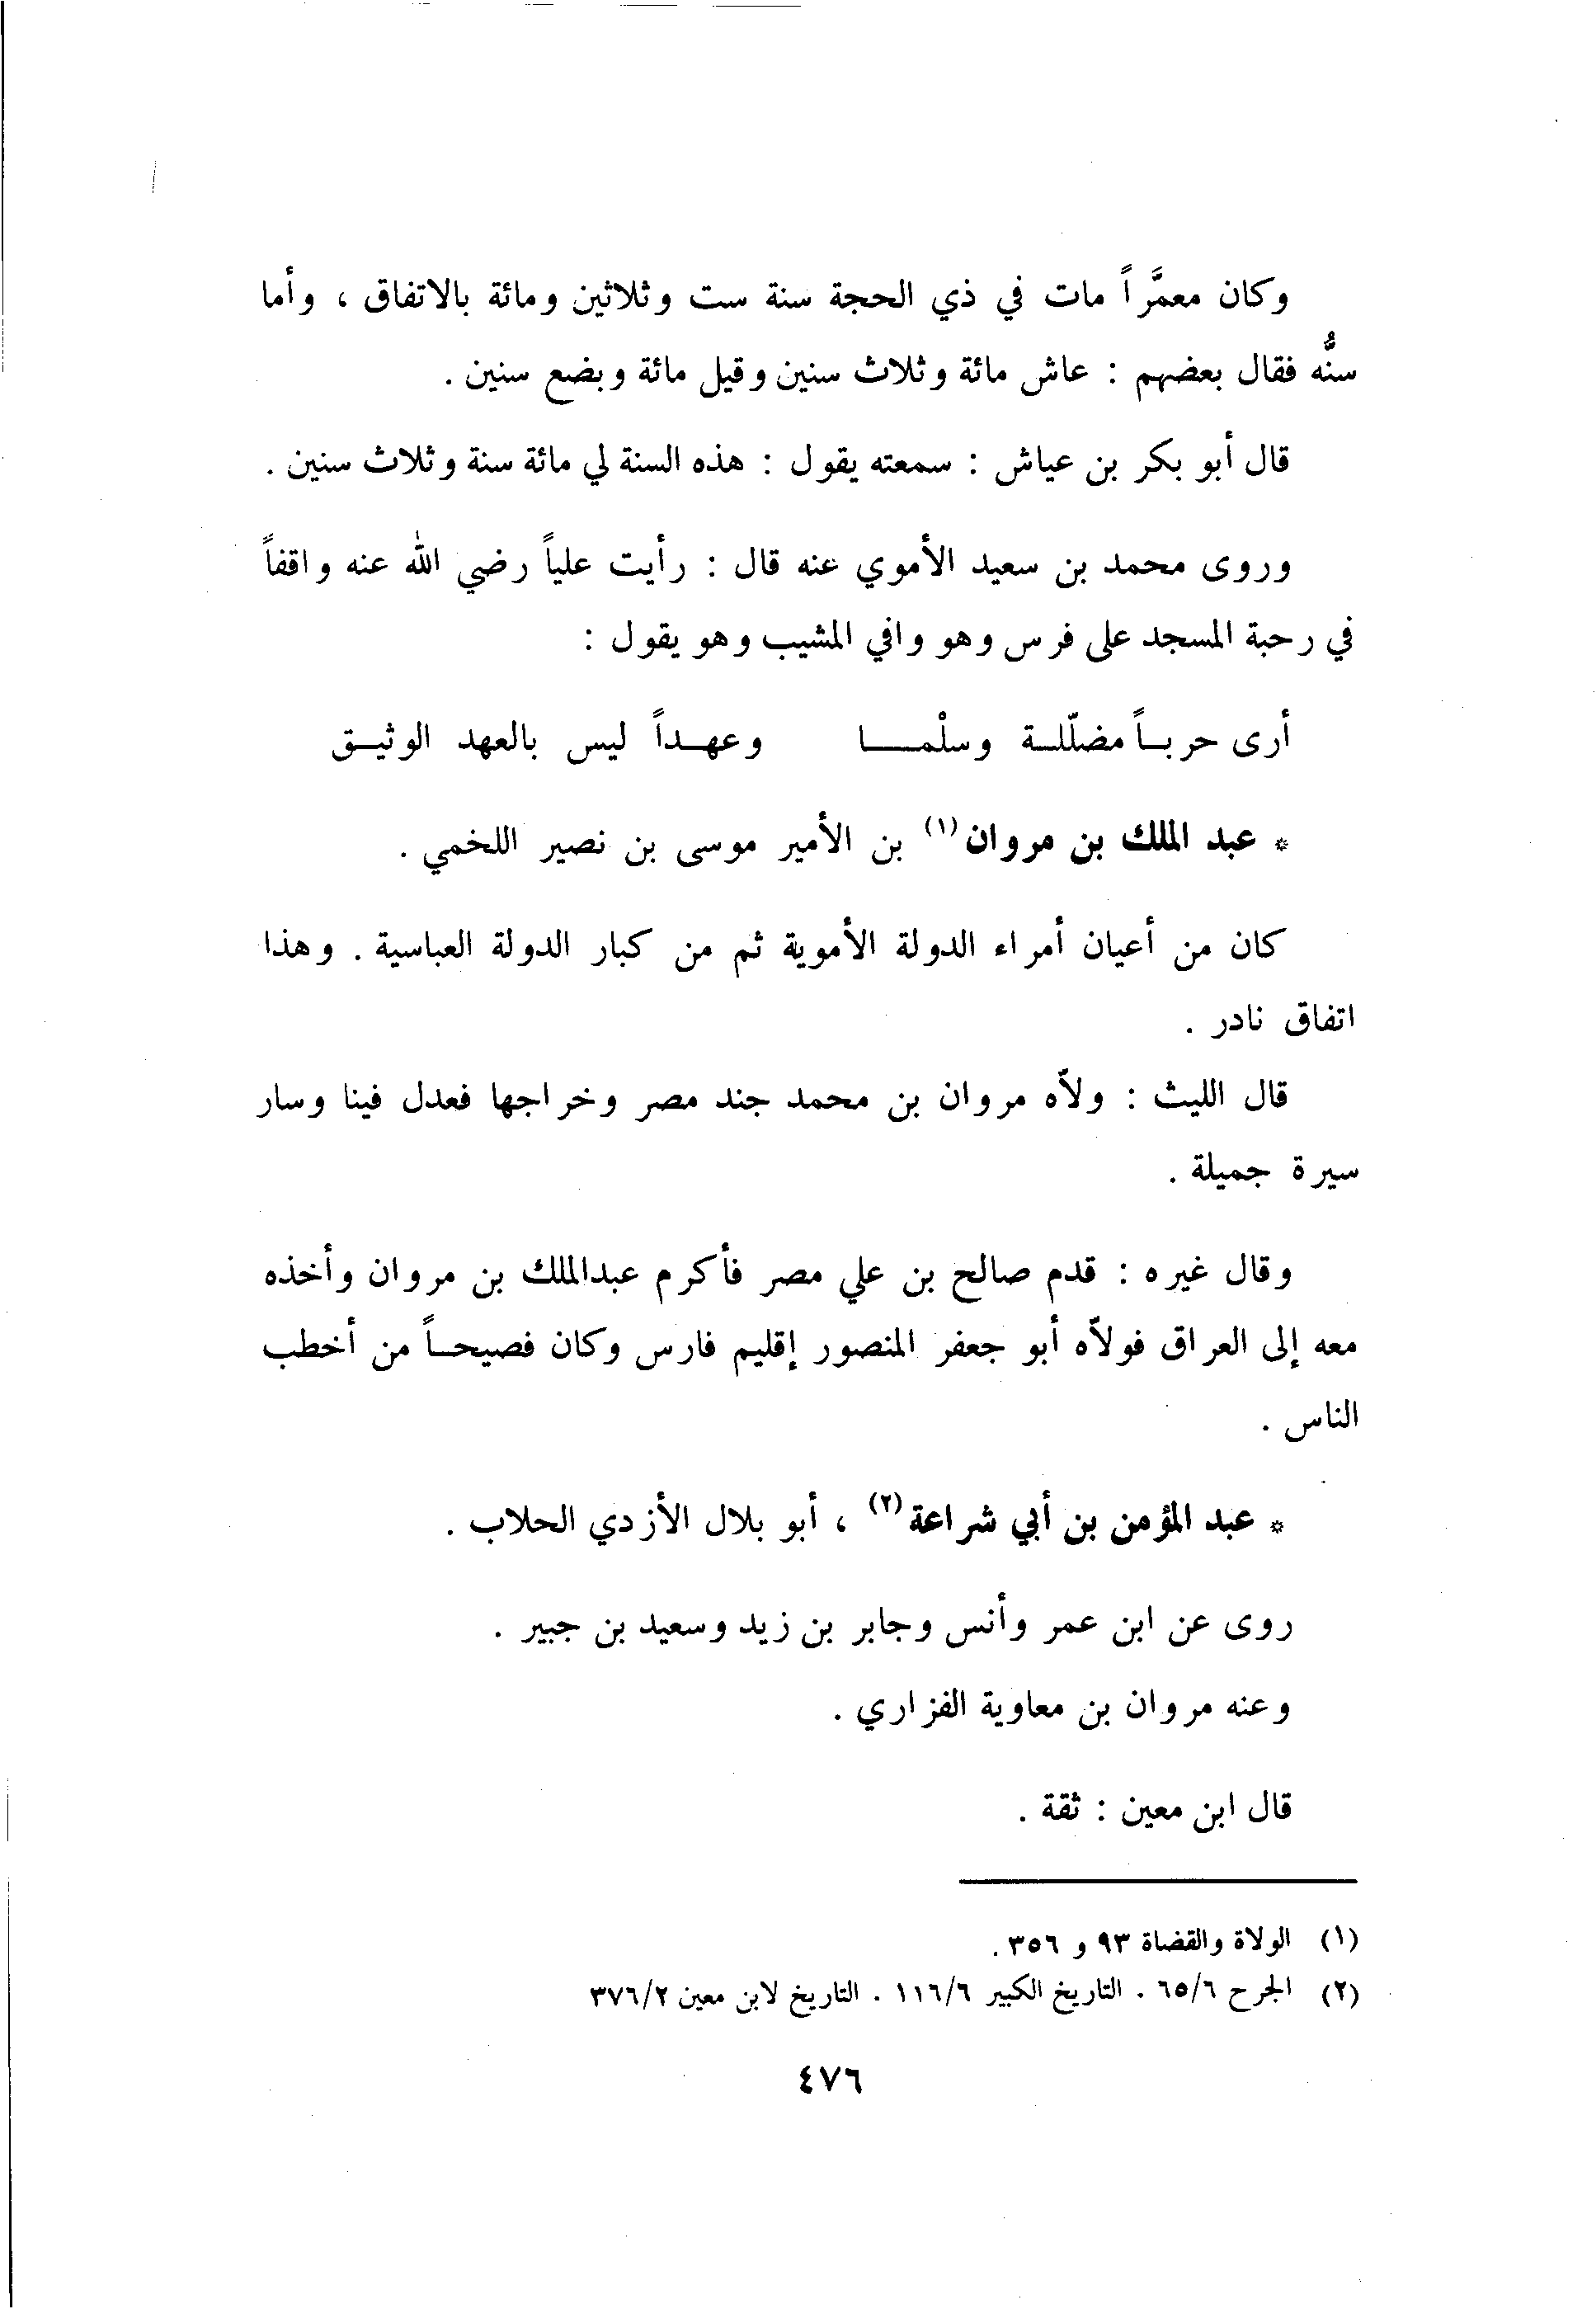 وكان معمَّراً مات في ذي الحجة سنة ست وثلاثين ومائة بالاتفاق ، وأما
سنُّه فقال بعضهم : عاش مائة وثلاث سنين وقيل مائة وبضع سنين .
قال أبو بكر بن عياش : سمعته يقول : هذه السنة لي مائة سنة وثلاث سنين .
وروى محمد بن سعيد الأموي عنه قال : رأيت علياً رضي الله عنه واقفاً
في رحبة المسجد على فرس وهو وافي المشيب وهو يقول :
أرى حربـاً مضلّلـة وسلْمـا وعهـداً ليس بالعهد الوثيـق
* عبد الملك بن مروان (١) بن الأمير موسى بن نصير اللخمي .
كان من أعيان أمراء الدولة الأموية ثم من كبار الدولة العباسية . وهذا
اتفاق نادر .
قال الليث : ولاّه مروان بن محمد جند مصر وخراجها فعدل فينا وسار
سيرة جميلة .
وقال غيره : قدم صالح بن علي مصر فأكرم عبدالملك بن مروان وأخذه
معه إلى العراق فولاّه أبو جعفر المنصور إقليم فارس وكان فصيحـاً من أخطب
الناس .
* عبد المؤمن بن أبي شراعة (٢) ، أبو بلال الأزدي الحلاب .
روى عن ابن عمر وأنس وجابر بن زيد وسعيد بن جبير .
وعنه مروان بن معاوية الفزاري .
قال ابن معين : ثقة .
(١) الولاة والقضاة ٩٣ و ٣٥٦ .
(٢) الجرح ٦٥/٦ . التاريخ الكبير ١١٦/٦ . التاريخ لابن معين ٣٧٦/٢
٤٧٦